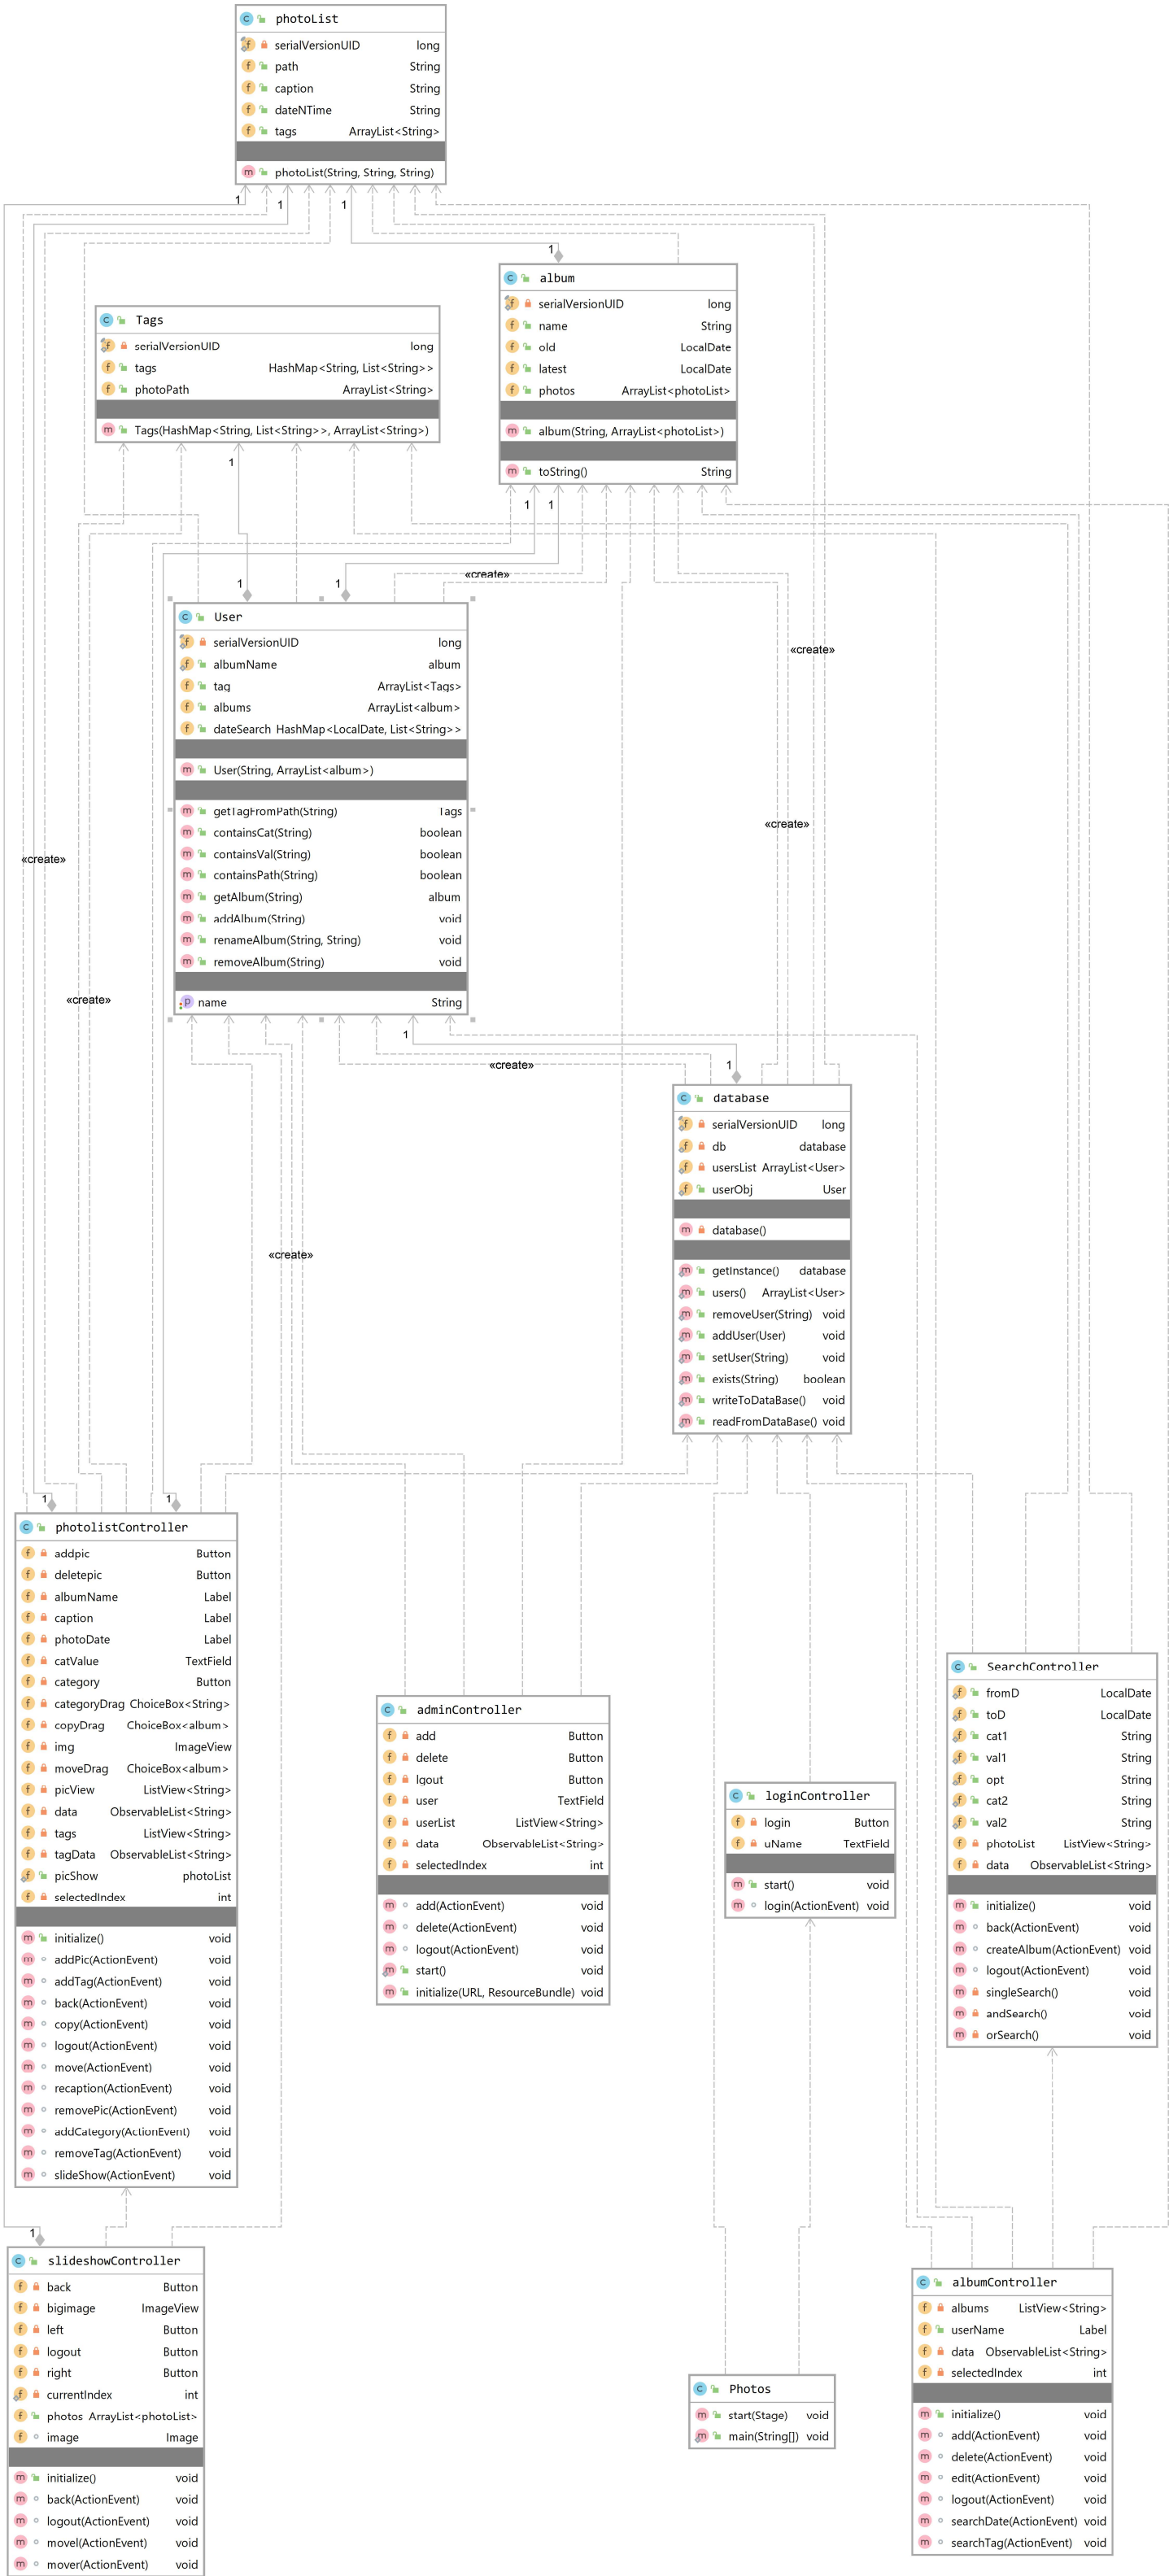 photoList
serialVersionUID long
path String
caption String
dateNTime String
tags ArrayList<String>
photoList(String, String, String)
1
1
1
1
album
serialVersionUID long
name String
old LocalDate
latest LocalDate
photos ArrayList<photoList>
album(String, ArrayList<photoList>)
toString() String
Tags
serialVersionUID long
tags HashMap<String, List<String>>
photoPath ArrayList<String>
Tags(HashMap<String, List<String>>, ArrayList<String>)
1
1
1
«create»
1
1
User
serialVersionUID long
albumName album
tag ArrayList<Tags>
albums ArrayList<album>
dateSearch HashMap<LocalDate, List<String>>
User(String, ArrayList<album>)
getTagFromPath(String) Tags
containsCat(String) boolean
containsVal(String) boolean
containsPath(String) boolean
getAlbum(String) album
addAlbum(String) void
renameAlbum(String, String) void
removeAlbum(String) void
name String
«create»
«create»
«create»
«create»
1
«create»
1
database
serialVersionUID long
db database
usersList ArrayList<User>
userObj User
database()
getInstance() database
users() ArrayList<User>
removeUser(String) void
addUser(User) void
setUser(String) void
exists(String) boolean
writeToDataBase() void
readFromDataBase() void
«create»
1
1
photolistController
addpic Button
deletepic Button
albumName Label
caption Label
photoDate Label
catValue TextField
category Button
categoryDrag ChoiceBox<String>
copyDrag ChoiceBox<album>
img ImageView
moveDrag ChoiceBox<album>
picView ListView<String>
data ObservableList<String>
tags ListView<String>
tagData ObservableList<String>
picShow photoList
selectedIndex int
initialize() void
addPic(ActionEvent) void
addTag(ActionEvent) void
back(ActionEvent) void
copy(ActionEvent) void
logout(ActionEvent) void
move(ActionEvent) void
recaption(ActionEvent) void
removePic(ActionEvent) void
addCategory(ActionEvent) void
removeTag(ActionEvent) void
slideShow(ActionEvent) void
adminController
add Button
delete Button
lgout Button
user TextField
userList ListView<String>
data ObservableList<String>
selectedIndex int
add(ActionEvent) void
delete(ActionEvent) void
logout(ActionEvent) void
start() void
initialize(URL, ResourceBundle) void
loginController
login Button
uName TextField
start() void
login(ActionEvent) void
SearchController
fromD LocalDate
toD LocalDate
cat1 String
val1 String
opt String
cat2 String
val2 String
photoList ListView<String>
data ObservableList<String>
initialize() void
back(ActionEvent) void
createAlbum(ActionEvent) void
logout(ActionEvent) void
singleSearch() void
andSearch() void
orSearch() void
1
slideshowController
back Button
bigimage ImageView
left Button
logout Button
right Button
currentIndex int
photos ArrayList<photoList>
image Image
initialize() void
back(ActionEvent) void
logout(ActionEvent) void
movel(ActionEvent) void
mover(ActionEvent) void
Photos
start(Stage) void
main(String[]) void
albumController
albums ListView<String>
userName Label
data ObservableList<String>
selectedIndex int
initialize() void
add(ActionEvent) void
delete(ActionEvent) void
edit(ActionEvent) void
logout(ActionEvent) void
searchDate(ActionEvent) void
searchTag(ActionEvent) void